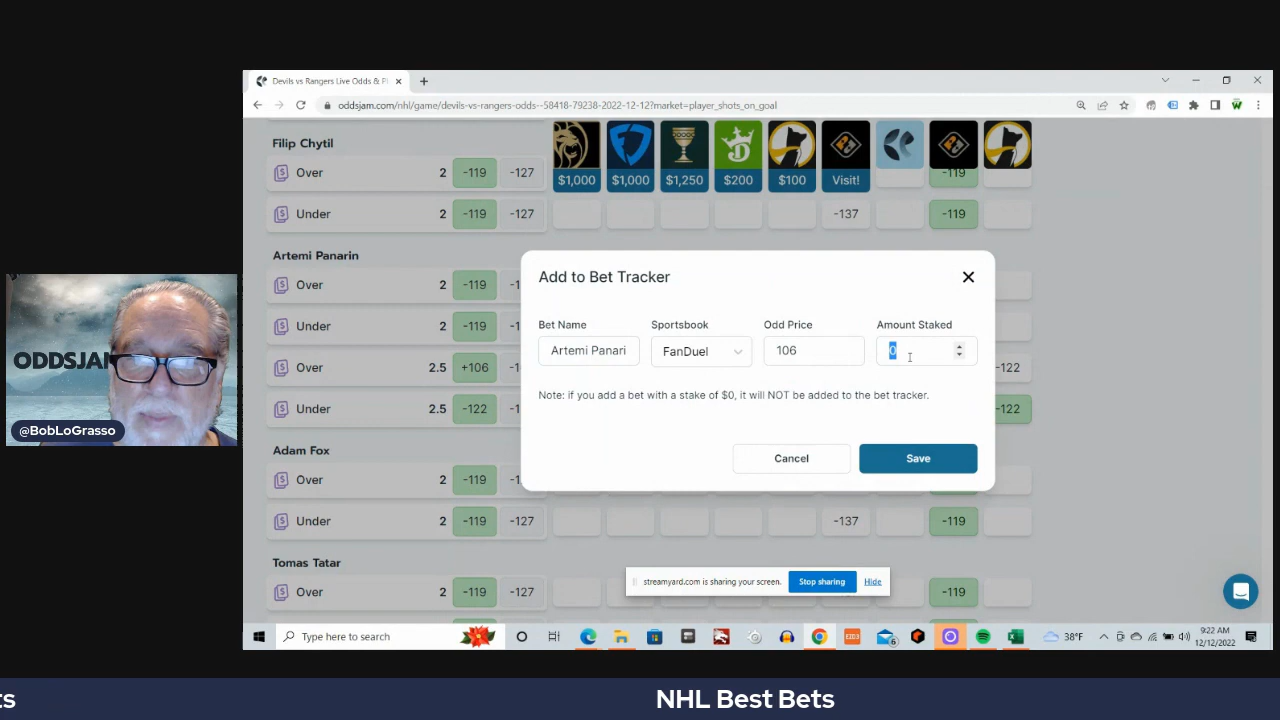 Devils vs Rangers Live Odds & Fi
oddsjam.com/nhl/game/devils-vs-rangers-odds--58418-79238-2022-12-12?market=player_shots_on_goal
Filip Chytil
$1,000 $1,000 $1,250 $200 $100 Visit!
Over 2 -119 -127 -119
Under 2 -119 -127 -137 -119
Artemi Panarin
Over 2 -119 -1
Under 2 -119 -1
Over 2.5 +106 -1 -122
Under 2.5 -122 -1 -122
Adam Fox
Over 2 -119 -127
Under 2 -119 -127 -137 -119
Tomas Tatar
Over 2 -119 -127 -119
Add to Bet Tracker
Bet Name Sportsbook Odd Price Amount Staked
Artemi Panari FanDuel 106 0
Note: if you add a bet with a stake of $0, it will NOT be added to the bet tracker.
Cancel Save
streamyard.com is sharing your screen. Stop sharing Hide
Type here to search
38°F
9:22 AM
12/12/2022
ODDSJAM
@BobLoGrasso
ts
NHL Best Bets